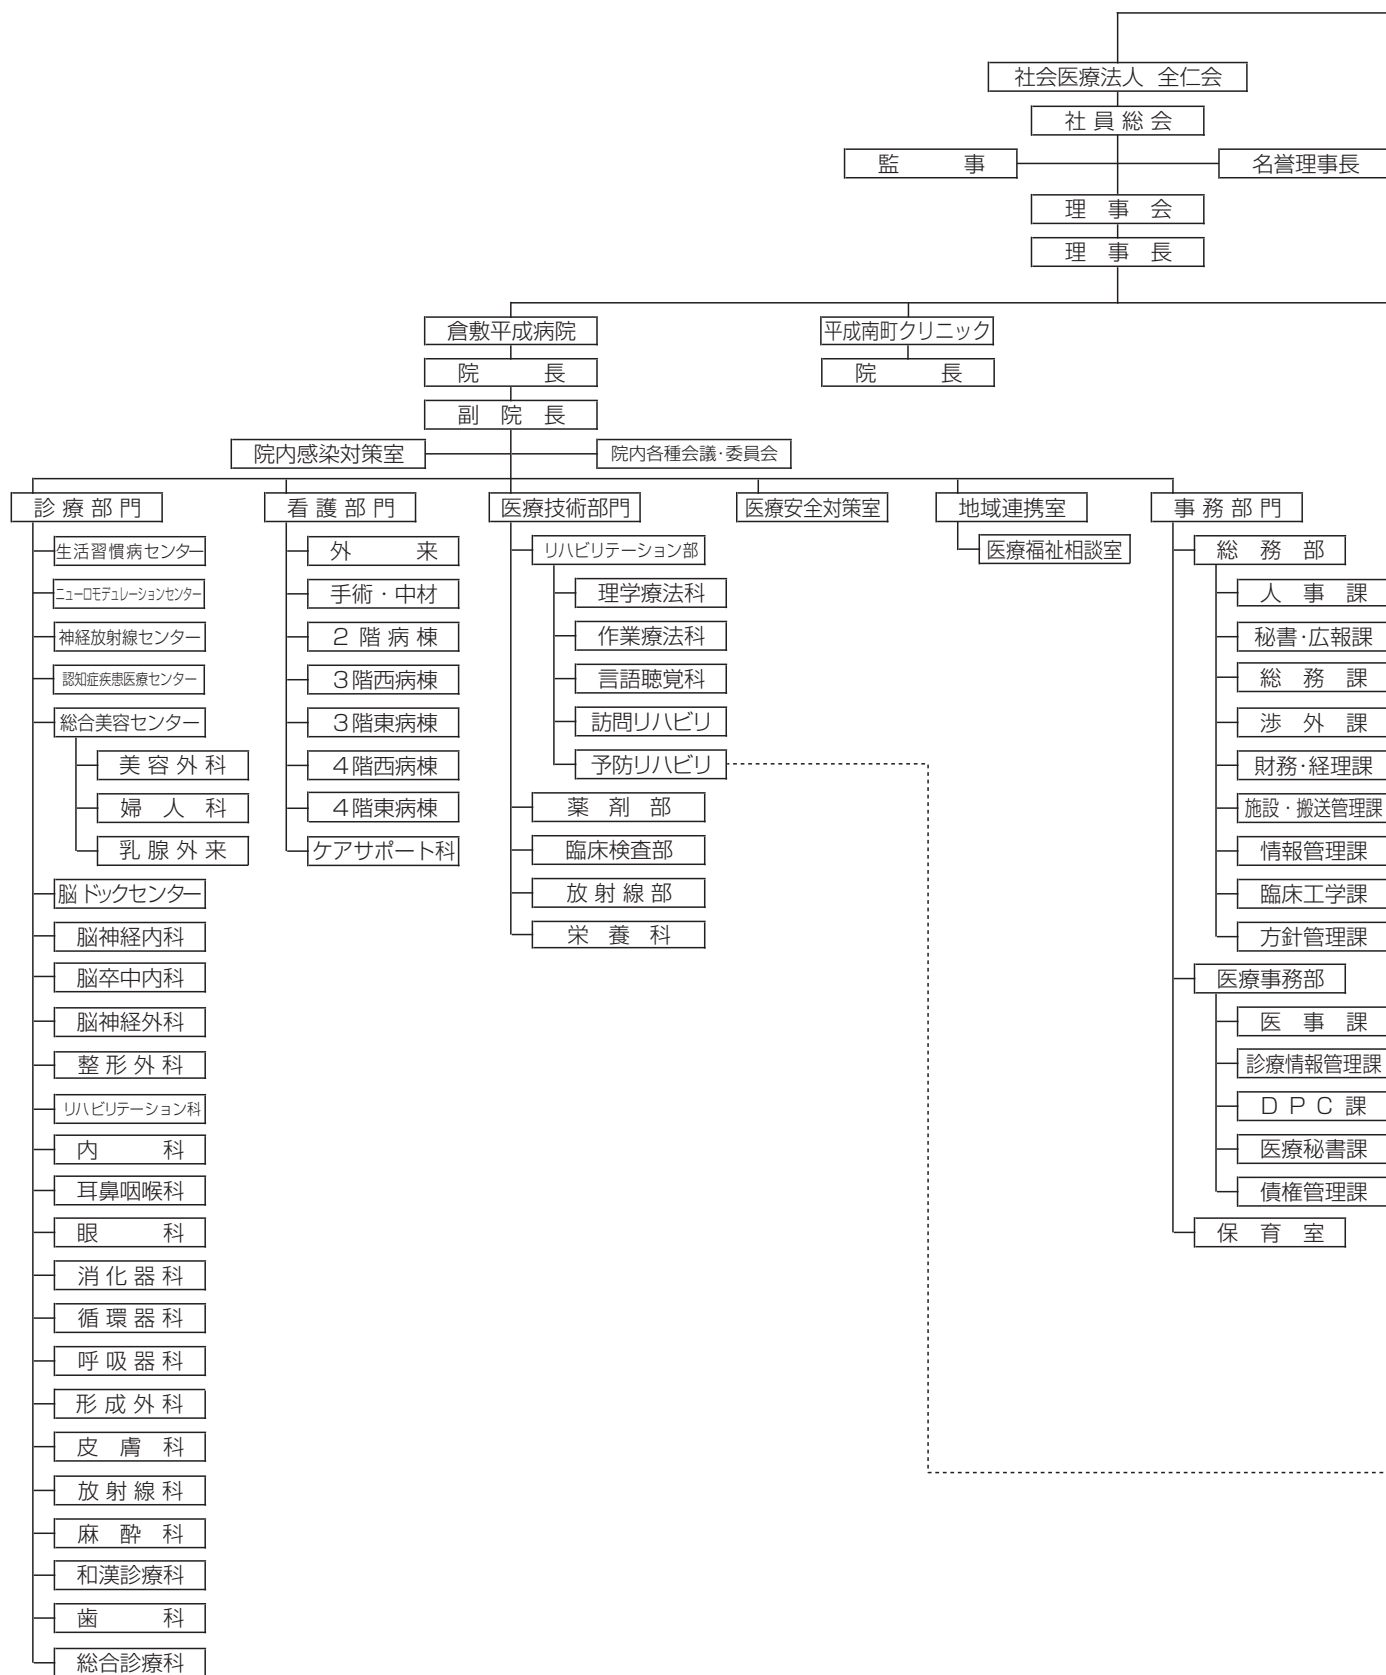 社会医療法人 全仁会
社員総会
監事
名誉理事長
理事会
理事長
倉敷平成病院
平成南町クリニック
院長
院長
副院長
院内感染対策室
院内各種会議・委員会
診療部門
看護部門
医療技術部門
医療安全対策室
地域連携室
事務部門
生活習慣病センター
ニューロモデュレーションセンター
神経放射線センター
認知症疾患医療センター
総合美容センター
美容外科
婦人科
乳腺外来
脳ドックセンター
脳神経内科
脳卒中内科
脳神経外科
整形外科
リハビリテーション科
内科
耳鼻咽喉科
眼科
消化器科
循環器科
呼吸器科
形成外科
皮膚科
放射線科
麻酔科
和漢診療科
歯科
総合診療科
外来
手術・中材
2階病棟
3階西病棟
3階東病棟
4階西病棟
4階東病棟
ケアサポート科
リハビリテーション部
理学療法科
作業療法科
言語聴覚科
訪問リハビリ
予防リハビリ
薬剤部
臨床検査部
放射線部
栄養科
医療福祉相談室
総務部
人事課
秘書・広報課
総務課
渉外課
財務・経理課
施設・搬送管理課
情報管理課
臨床工学課
方針管理課
医療事務部
医事課
診療情報管理課
DPC課
医療秘書課
債権管理課
保育室